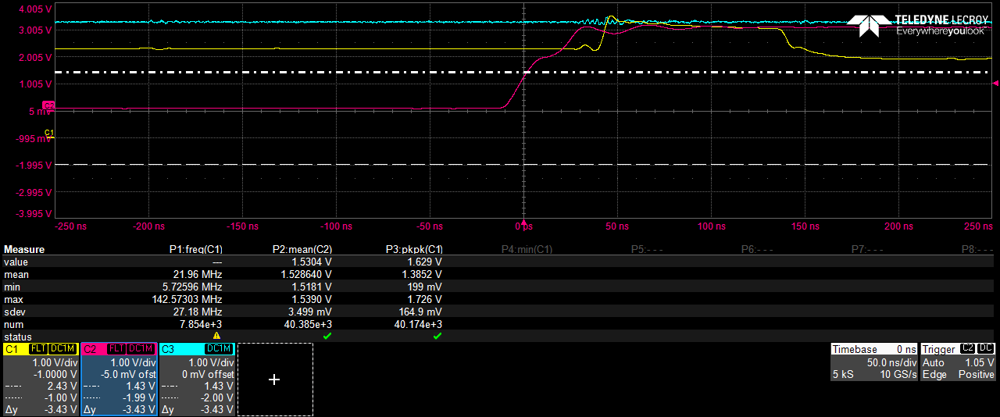 4.005 V
TELEDYNE LECROY
3.005 V
Everywhereyoulook
2.005 V
1.005 V
C2
5 mV
C1
-995 mV
-1.995 V
-2.995 V
-3.995 V
-250 ns -200 ns -150 ns -100 ns -50 ns 0 ps 50 ns 100 ns 150 ns 200 ns 250 ns
Measure P1:freq(C1) P2:mean(C2) P3:pkpk(C1) P4:min(C1) P5:- - - P6:- - - P7:- - - P8:- - -
value --- 1.5304 V 1.629 V
mean 21.96 MHz 1.528640 V 1.3852 V
min 5.72596 MHz 1.5181 V 199 mV
max 142.57303 MHz 1.5390 V 1.726 V
sdev 27.18 MHz 3.499 mV 164.9 mV
num 7.854e+3 40.385e+3 40.174e+3
status
C1 FLT DC1M C2 FLT DC1M C3 DC1M Timebase 0 ns Trigger C2 DC
1.00 V/div 1.00 V/div 1.00 V/div 50.0 ns/div Auto 1.05 V
-1.0000 V -5.0 mV ofst 0 mV offset 5 kS 10 GS/s Edge Positive
2.43 V 1.43 V 1.43 V
-1.00 V -1.99 V -2.00 V
Δy -3.43 V Δy -3.43 V Δy -3.43 V